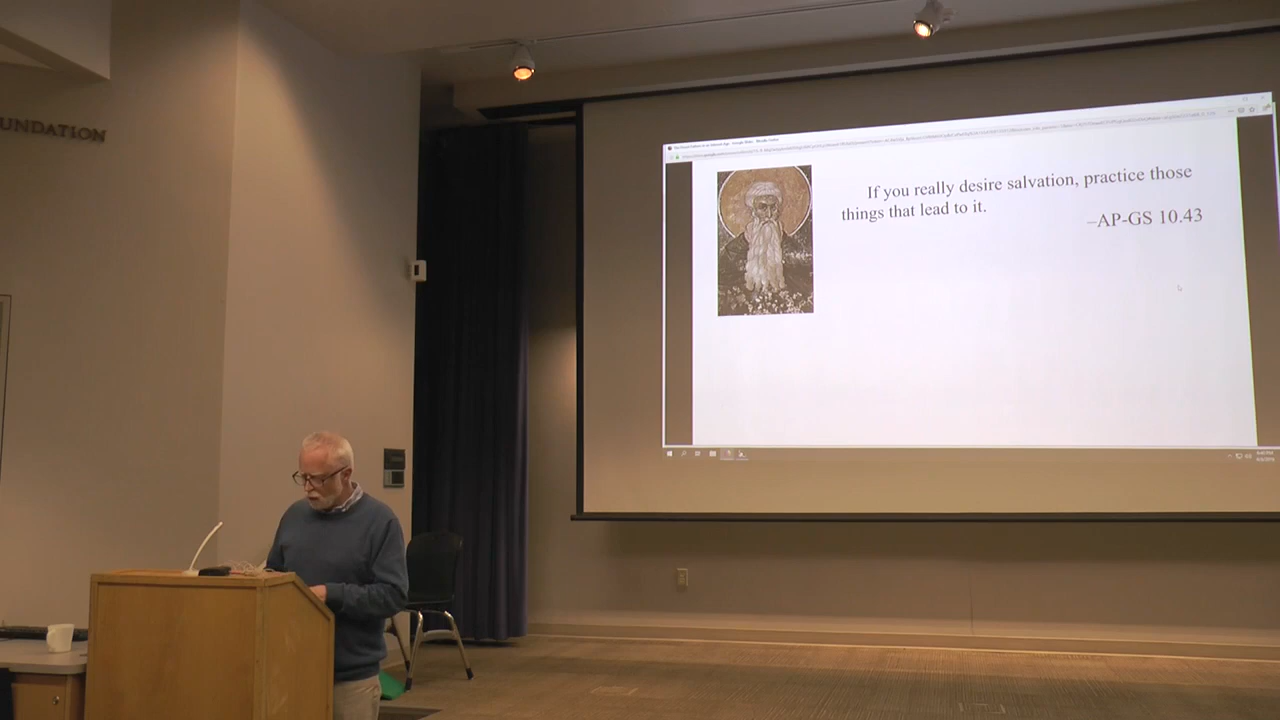 UNDATION
If you really desire salvation, practice those
things that lead to it.
–AP-GS 10.43